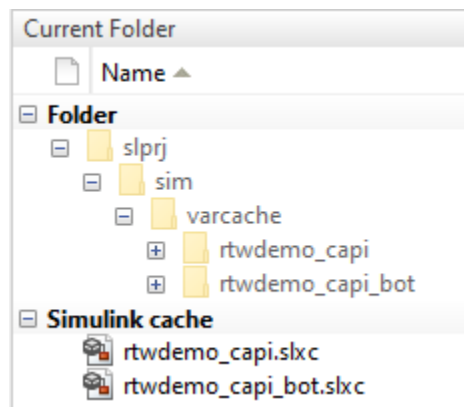 Current Folder
Name
Folder
slprj
sim
varcache
rtwdemo_capi
rtwdemo_capi_bot
Simulink cache
rtwdemo_capi.slxc
rtwdemo_capi_bot.slxc